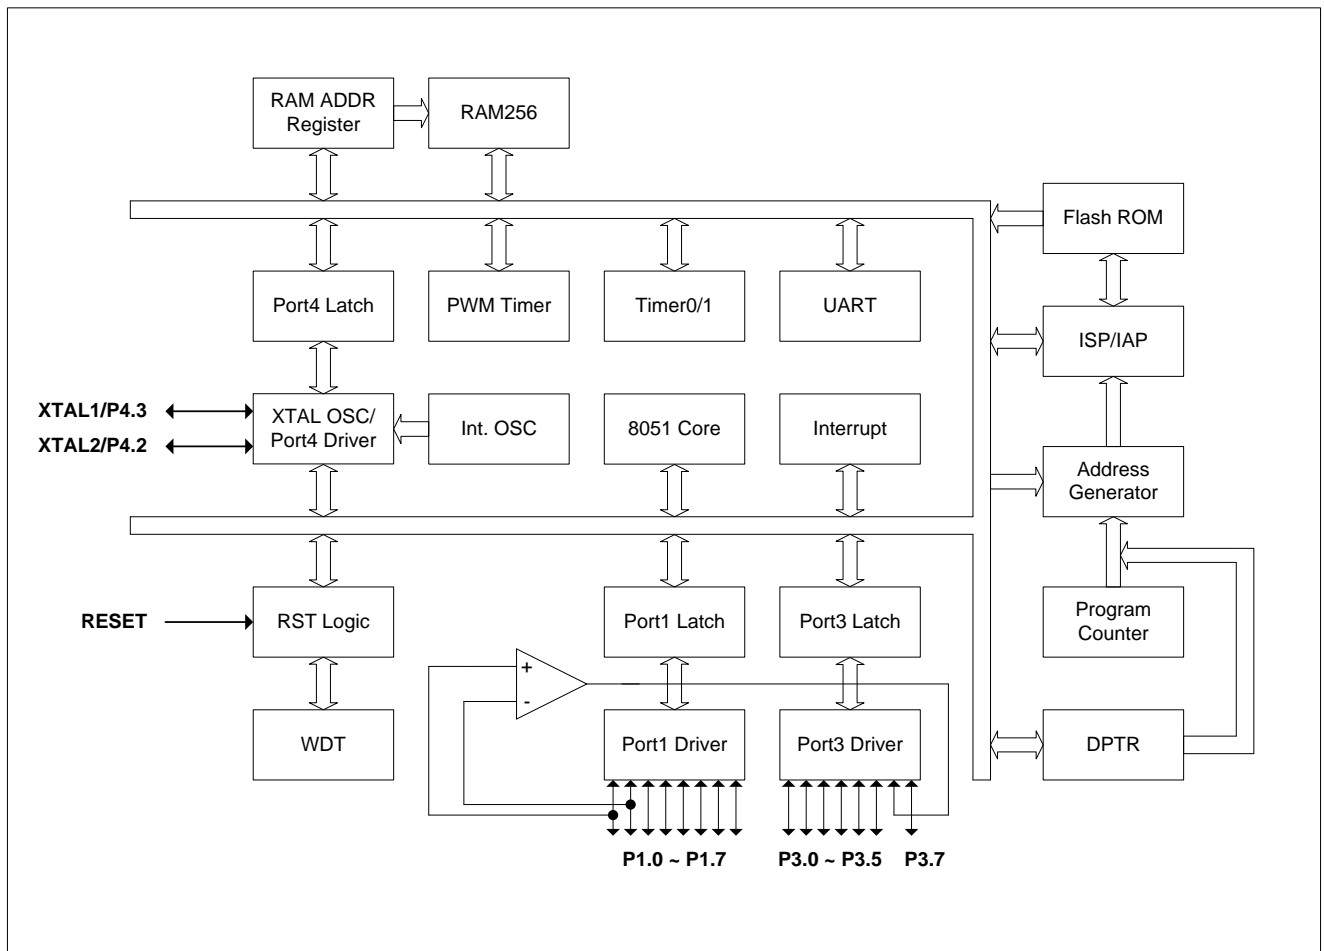 RAM ADDR
Register
RAM256
Flash ROM
Port4 Latch
PWM Timer
Timer0/1
UART
ISP/IAP
XTAL1/P4.3
XTAL2/P4.2
XTAL OSC/
Port4 Driver
Int. OSC
8051 Core
Interrupt
Address
Generator
RESET
RST Logic
Port1 Latch
Port3 Latch
Program
Counter
+
-
WDT
Port1 Driver
Port3 Driver
DPTR
P1.0 ~ P1.7
P3.0 ~ P3.5
P3.7